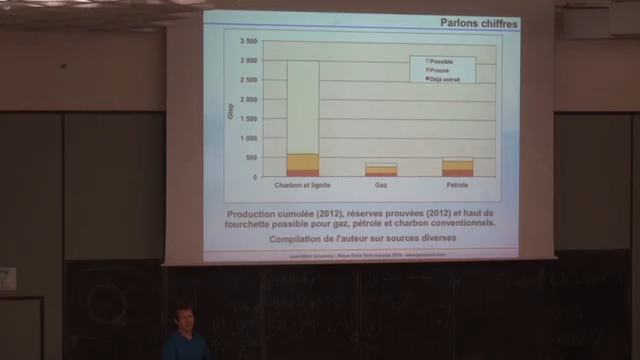 Parlons chiffres
3 500
3 000
2 500
2 000
1 500
1 000
500
0
Gtep
Possible
Prouvé
Déjà extrait
Charbon et lignite
Gaz
Pétrole
Production cumulée (2012), réserves prouvées (2012) et haut de
fourchette possible pour gaz, pétrole et charbon conventionnels.
Compilation de l'auteur sur sources diverses